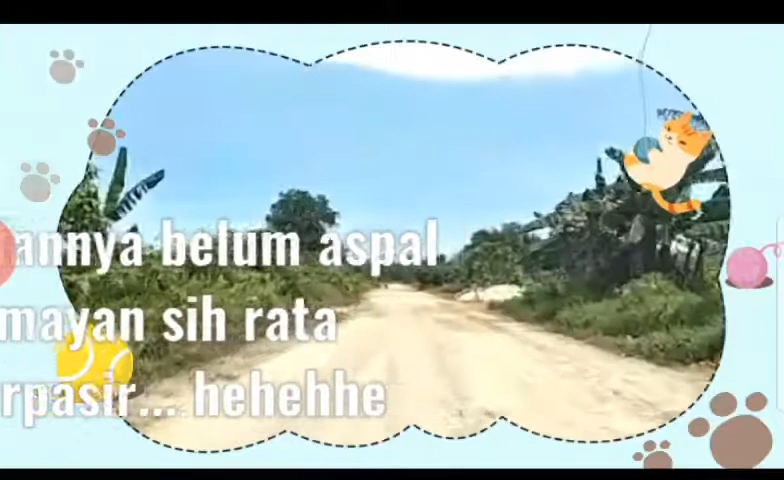 annya belum aspal
mayan sih rata
rpasir... hehehhe